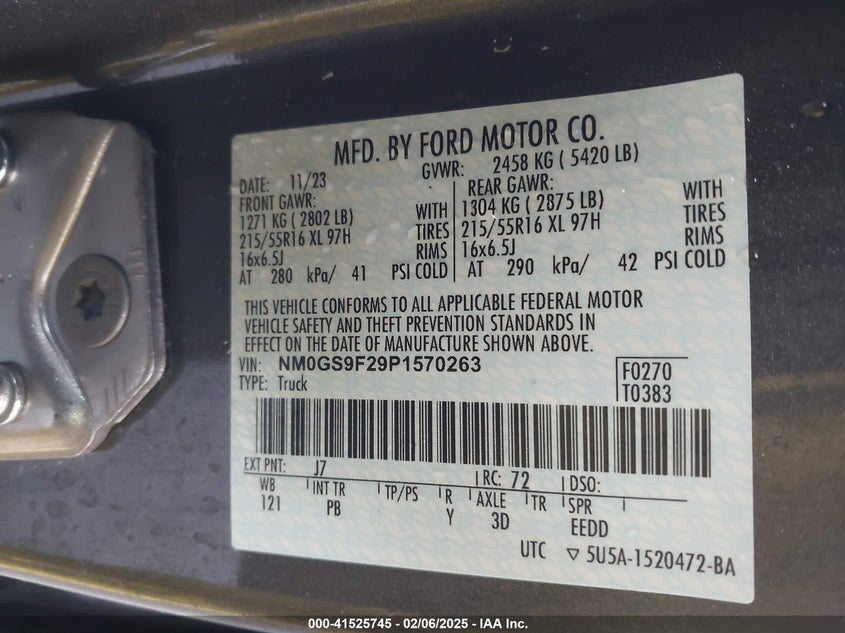 MFD. BY FORD MOTOR CO.
DATE: 11/23 GVWR: 2458 KG ( 5420 LB)
FRONT GAWR: REAR GAWR:
1271 KG ( 2802 LB) WITH 1304 KG ( 2875 LB) WITH
215/55R16 XL 97H TIRES 215/55R16 XL 97H TIRES
16x6.5J RIMS 16x6.5J RIMS
AT 280 kPa/ 41 PSI COLD AT 290 kPa/ 42 PSI COLD
THIS VEHICLE CONFORMS TO ALL APPLICABLE FEDERAL MOTOR
VEHICLE SAFETY AND THEFT PREVENTION STANDARDS IN
EFFECT ON THE DATE OF MANUFACTURE SHOWN ABOVE.
VIN: NM0GS9F29P1570263 F0270
TYPE: Truck T0383
EXT PNT: J7 RC: 72 DSO:
WB INT TR TP/PS R AXLE TR SPR
121 PB Y 3D EEDD
UTC ▽ 5U5A-1520472-BA
000-41525745 - 02/06/2025 - IAA Inc.